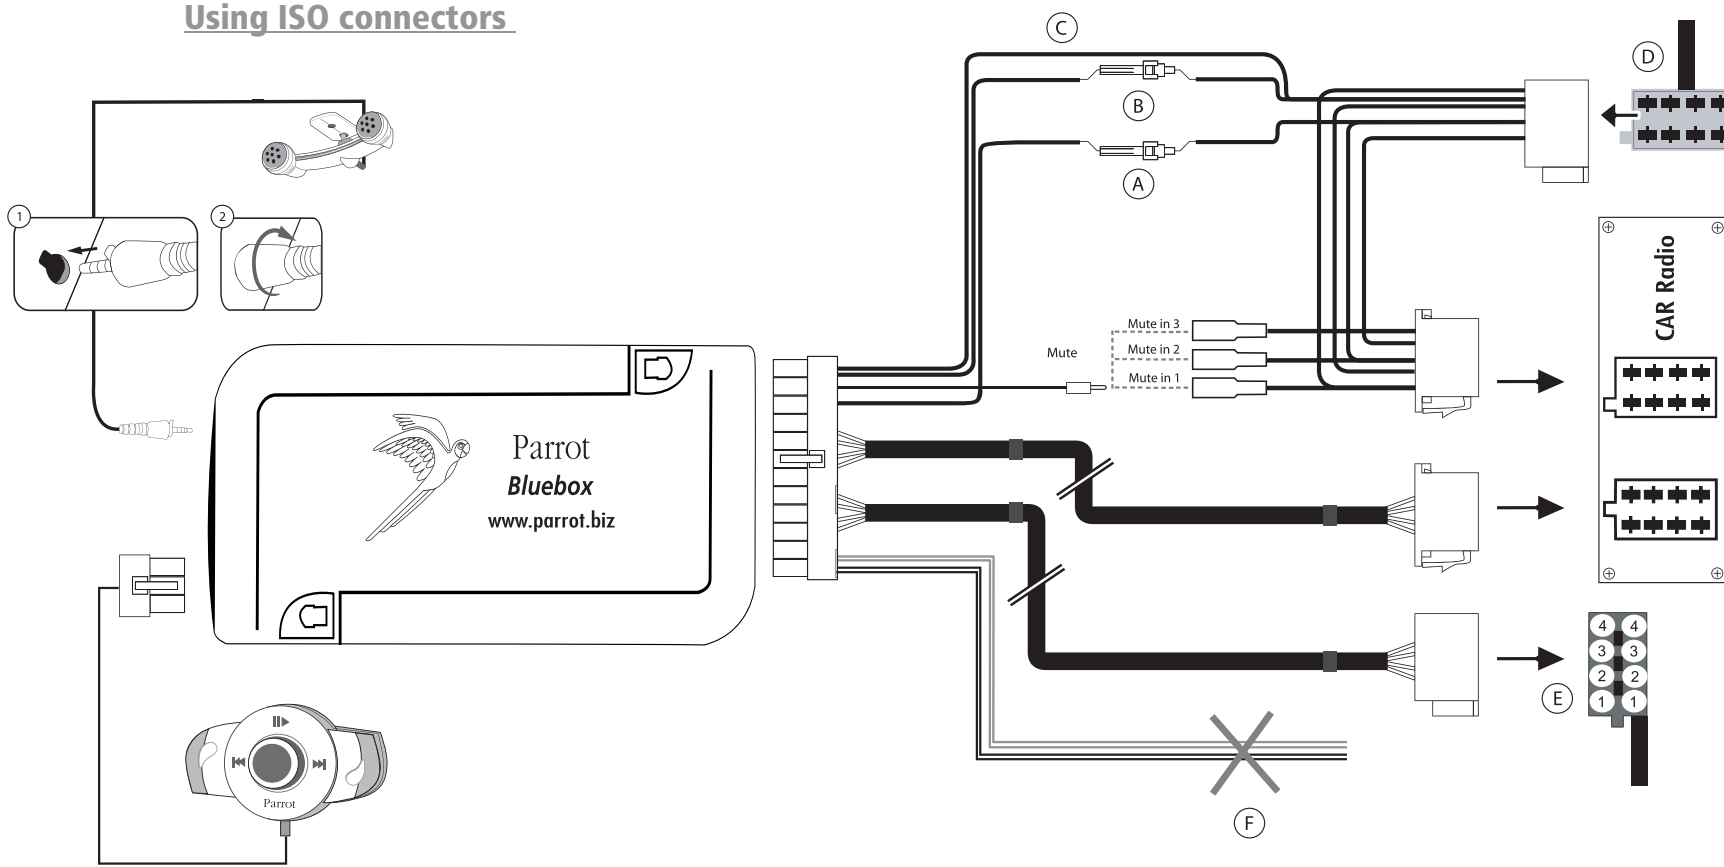 Using ISO connectors
C
D
B
A
1
2
CAR Radio
Mute in 3
Mute
Mute in 2
Mute in 1
Parrot
Bluebox
www.parrot.biz
4 4
3 3
2 2
1 1
E
Parrot
F